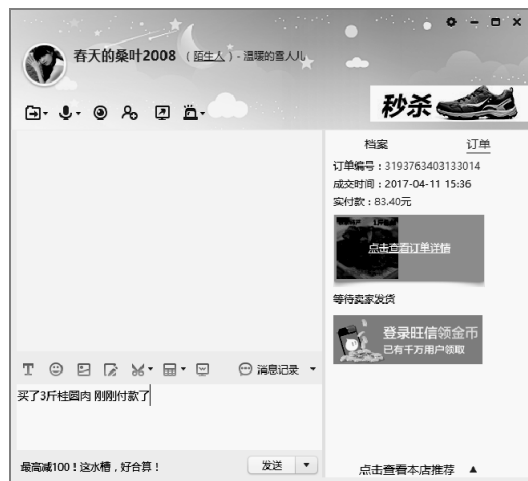 春天的桑叶2008 （陌生人）- 温暖的雪人儿
秒杀
档案 订单
订单编号：3193763403133014
成交时间：2017-04-11 15:36
实付款：83.40元
点击查看订单详情
等待卖家发货
登录旺信领金币
已有千万用户领取
消息记录
买了3斤桂圆肉 刚刚付款了
最高减100！这水槽，好合算！
发送
点击查看本店推荐 ▲